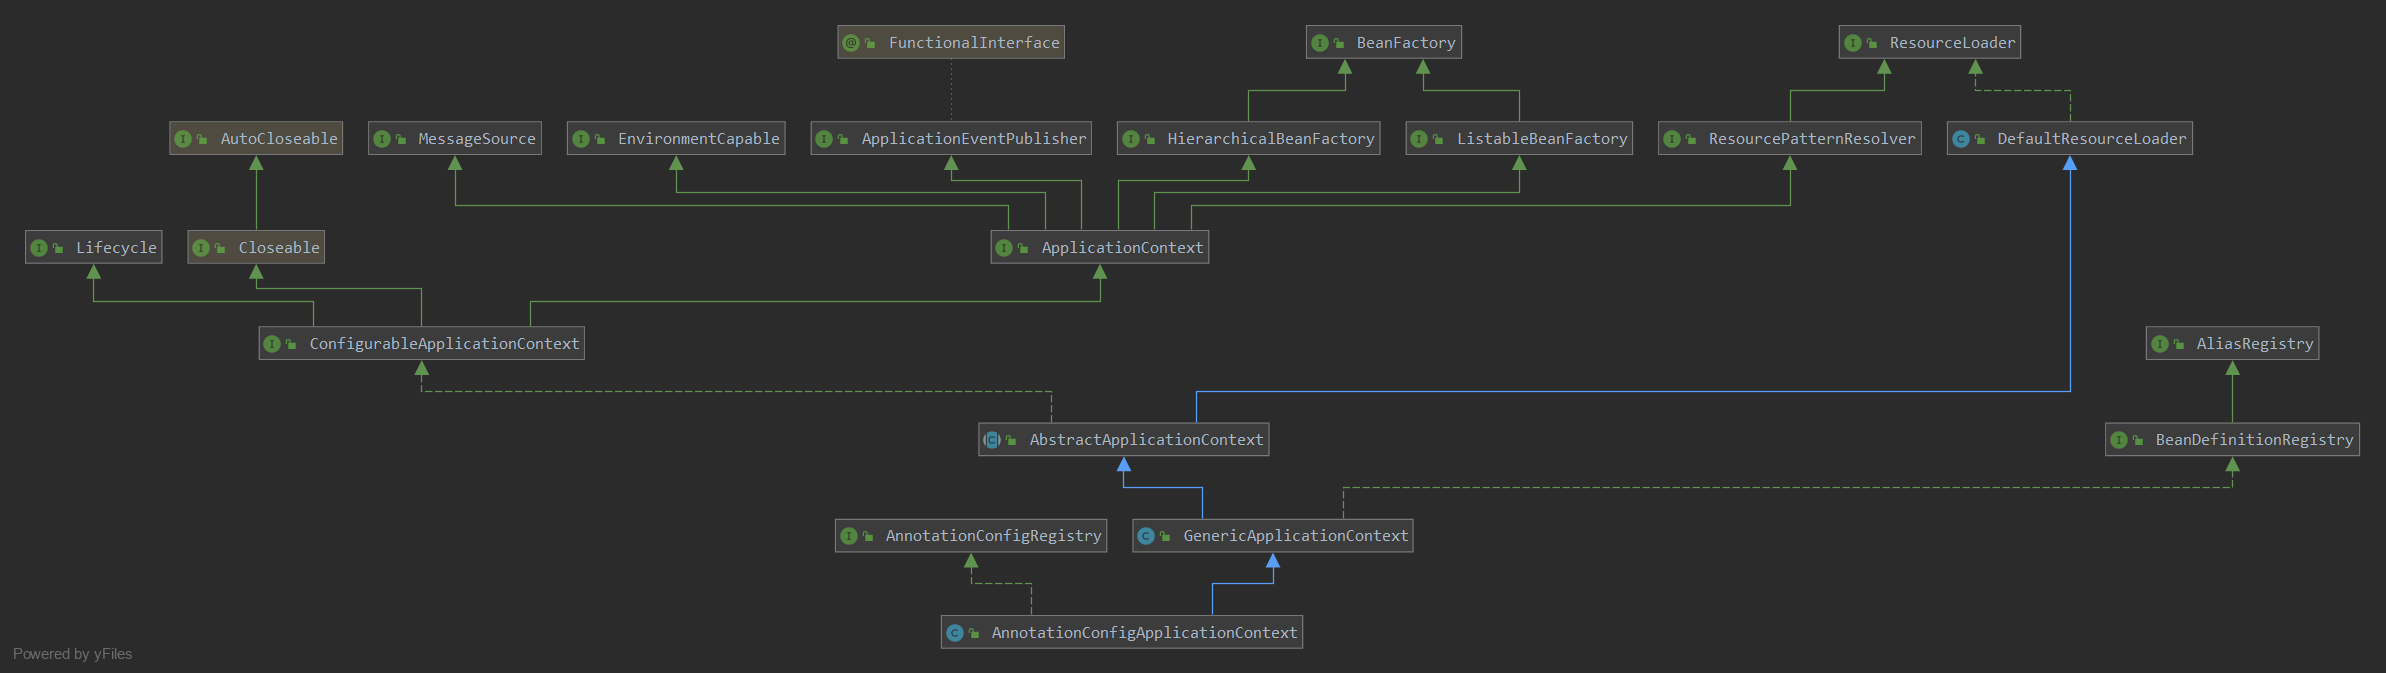 FunctionalInterface
BeanFactory
ResourceLoader
AutoCloseable
MessageSource
EnvironmentCapable
ApplicationEventPublisher
HierarchicalBeanFactory
ListableBeanFactory
ResourcePatternResolver
DefaultResourceLoader
Lifecycle
Closeable
ApplicationContext
ConfigurableApplicationContext
AliasRegistry
AbstractApplicationContext
BeanDefinitionRegistry
AnnotationConfigRegistry
GenericApplicationContext
AnnotationConfigApplicationContext
Powered by yFiles